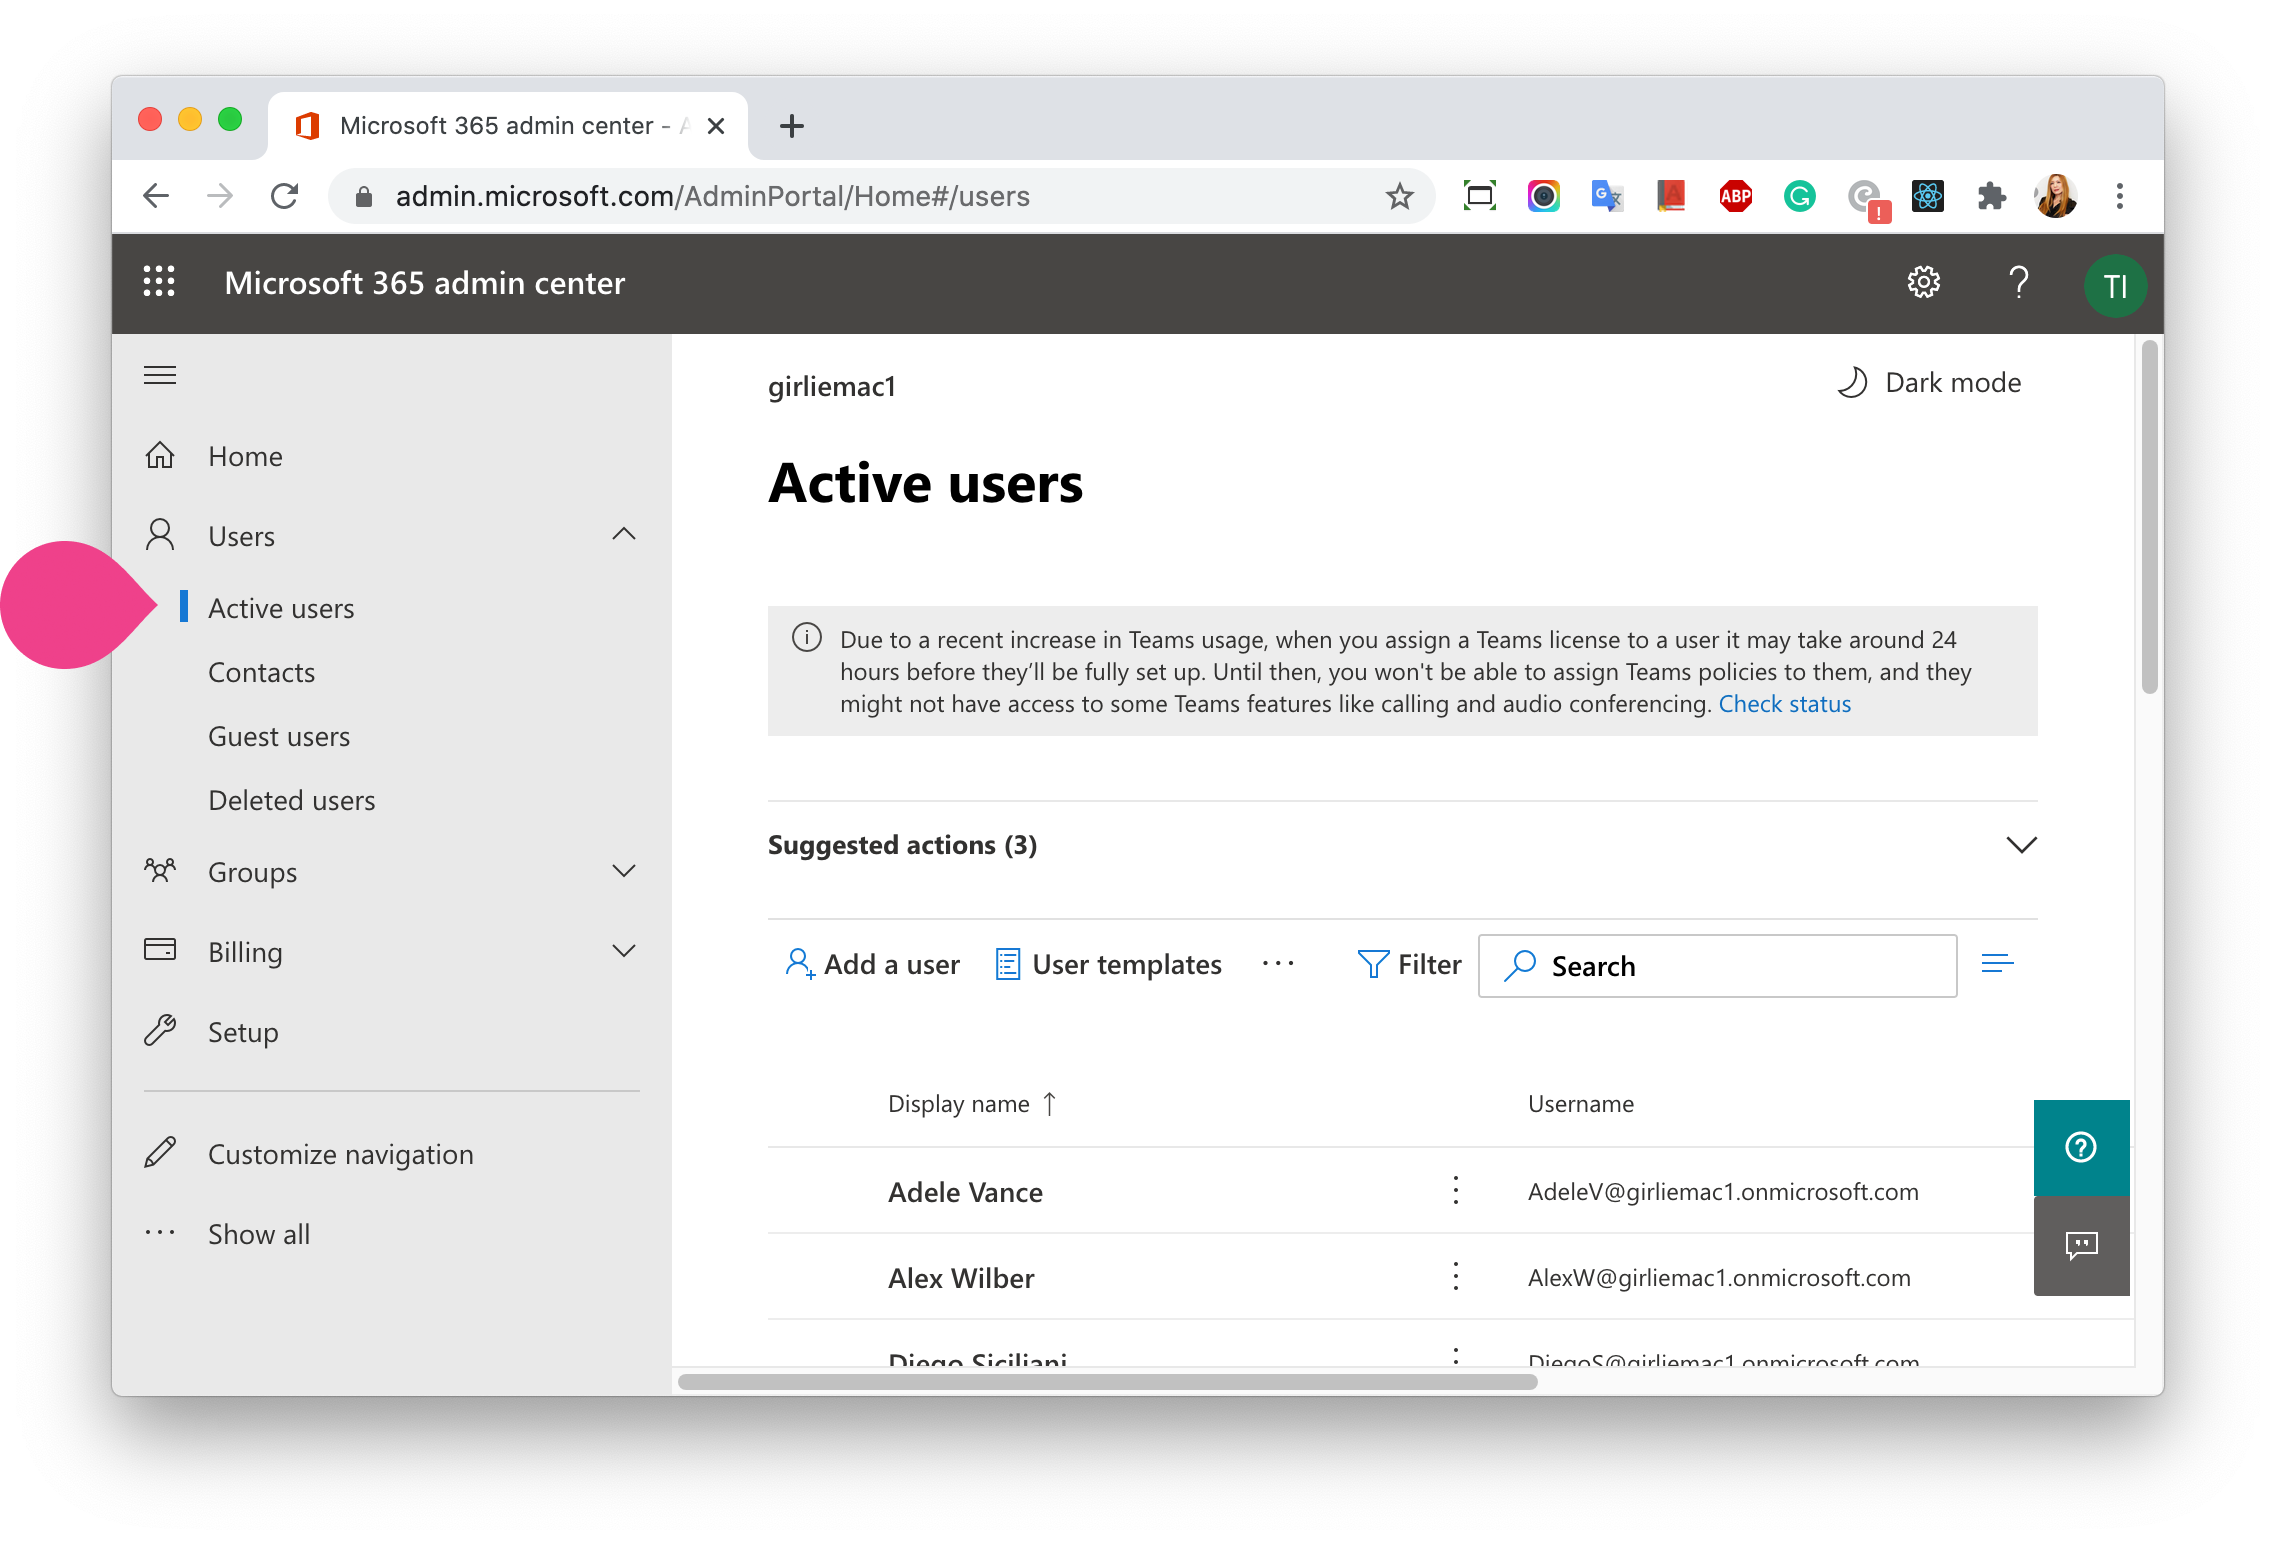 Microsoft 365 admin center - A
admin.microsoft.com/AdminPortal/Home#/users
ABP
Microsoft 365 admin center
TI
Home
Users
Active users
Contacts
Guest users
Deleted users
Groups
Billing
Setup
Customize navigation
Show all
girliemac1
Dark mode
Active users
Due to a recent increase in Teams usage, when you assign a Teams license to a user it may take around 24
hours before they’ll be fully set up. Until then, you won't be able to assign Teams policies to them, and they
might not have access to some Teams features like calling and audio conferencing. Check status
Suggested actions (3)
Add a user
User templates
Filter
Search
Display name ↑
Username
Adele Vance
AdeleV@girliemac1.onmicrosoft.com
Alex Wilber
AlexW@girliemac1.onmicrosoft.com
Diego Siciliani
DiegoS@girliemac1.onmicrosoft.com